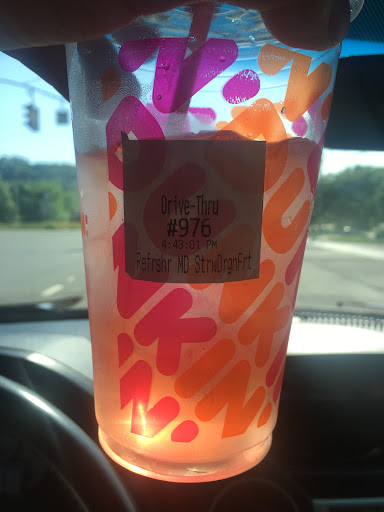 Drive-Thru
#976
4:43:01 PM
Refrshr MD StrwDrgnFrt